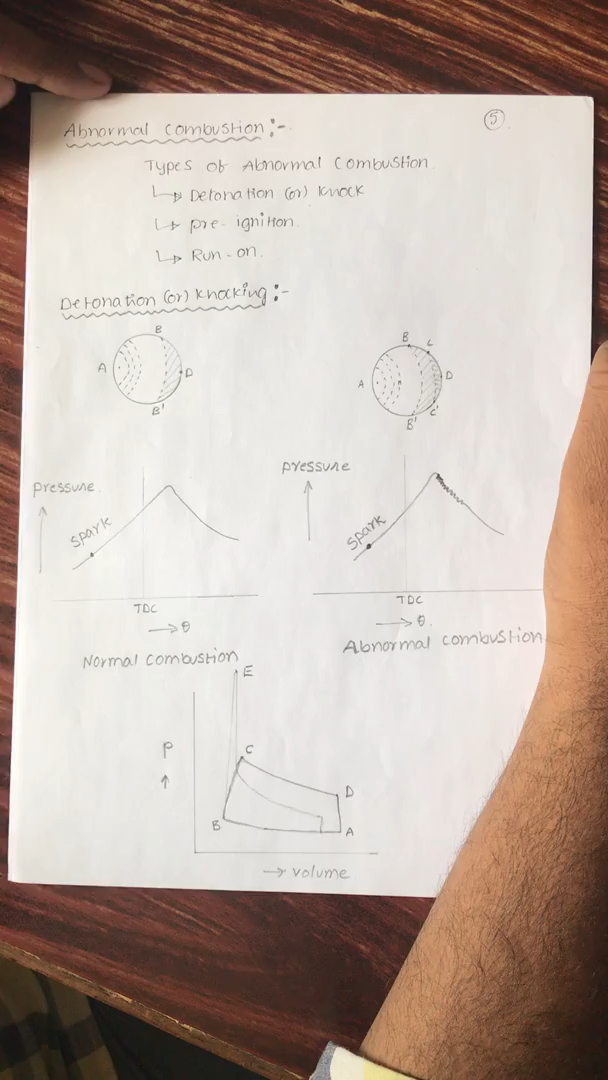 5
Abnormal Combustion:-
Types of Abnormal Combustion
↳ Detonation (or) Knock
↳ pre-ignition.
↳ Run-on.
Detonation (or) Knocking:-
A B D B'
A B C D C' B'
pressure.
spark
TDC
→ θ
Normal combustion
pressure
spark
TDC
→ θ.
Abnormal combustion
E
P
↑
C
D
B
A
→ volume